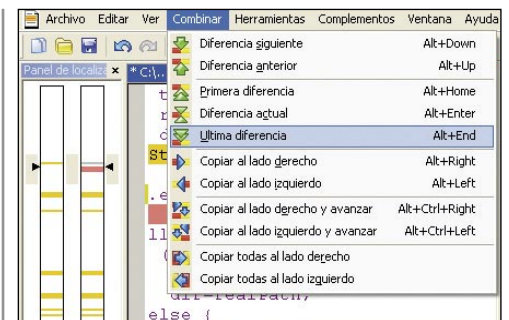 Archivo Editar Ver Combinar Herramientas Complementos Ventana Ayuda
Panel de localiz × * C:\..
Diferencia siguiente Alt+Down
Diferencia anterior Alt+Up
Primera diferencia Alt+Home
Diferencia actual Alt+Enter
Ultima diferencia Alt+End
Copiar al lado derecho Alt+Right
Copiar al lado izquierdo Alt+Left
Copiar al lado derecho y avanzar Alt+Ctrl+Right
Copiar al lado izquierdo y avanzar Alt+Ctrl+Left
Copiar todas al lado derecho
Copiar todas al lado izquierdo
else {